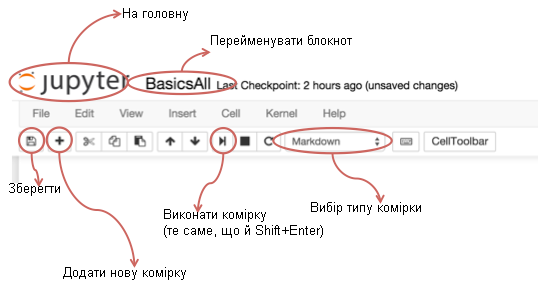 На головну
Перейменувати блокнот
jupyter BasicsAll Last Checkpoint: 2 hours ago (unsaved changes)
File Edit View Insert Cell Kernel Help
Markdown CellToolbar
Зберегти
Виконати комірку
(те саме, що й Shift+Enter)
Вибір типу комірки
Додати нову комірку